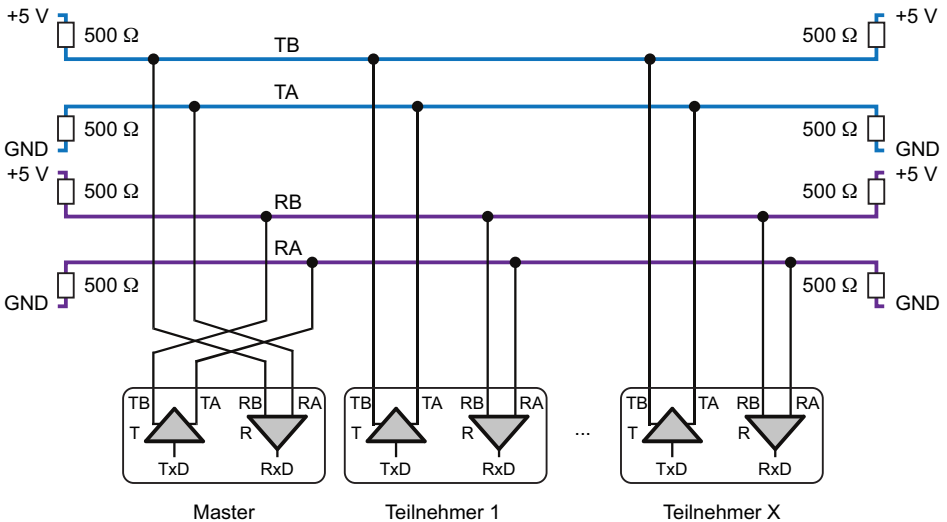 +5 V +5 V
500 Ω TB 500 Ω
TA
500 Ω 500 Ω
GND GND
+5 V +5 V
500 Ω 500 Ω
RB
RA
500 Ω 500 Ω
GND GND
TB TA RB RA TB TA RB RA TB TA RB RA
T R T R ... T R
TxD RxD TxD RxD TxD RxD
Master Teilnehmer 1 Teilnehmer X